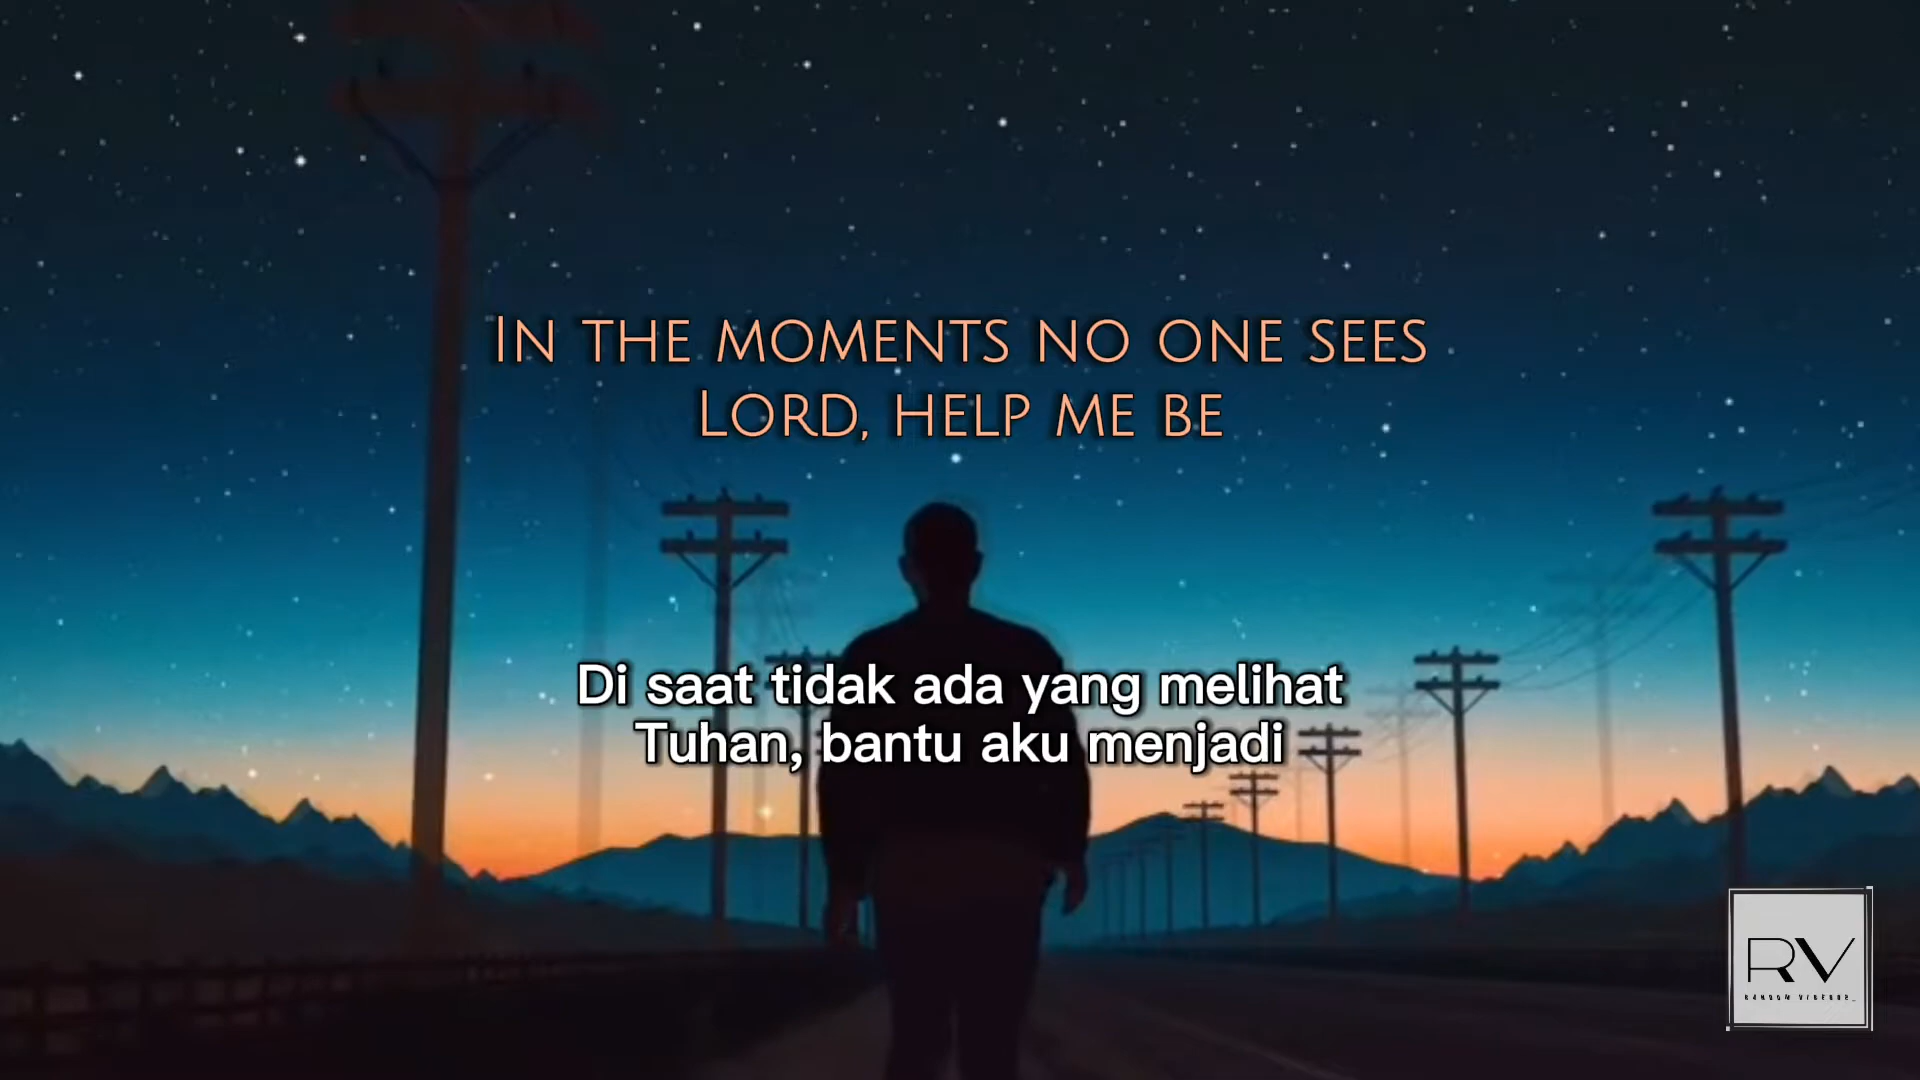 In the moments no one sees
Lord, help me be
Di saat tidak ada yang melihat
Tuhan, bantu aku menjadi
RV